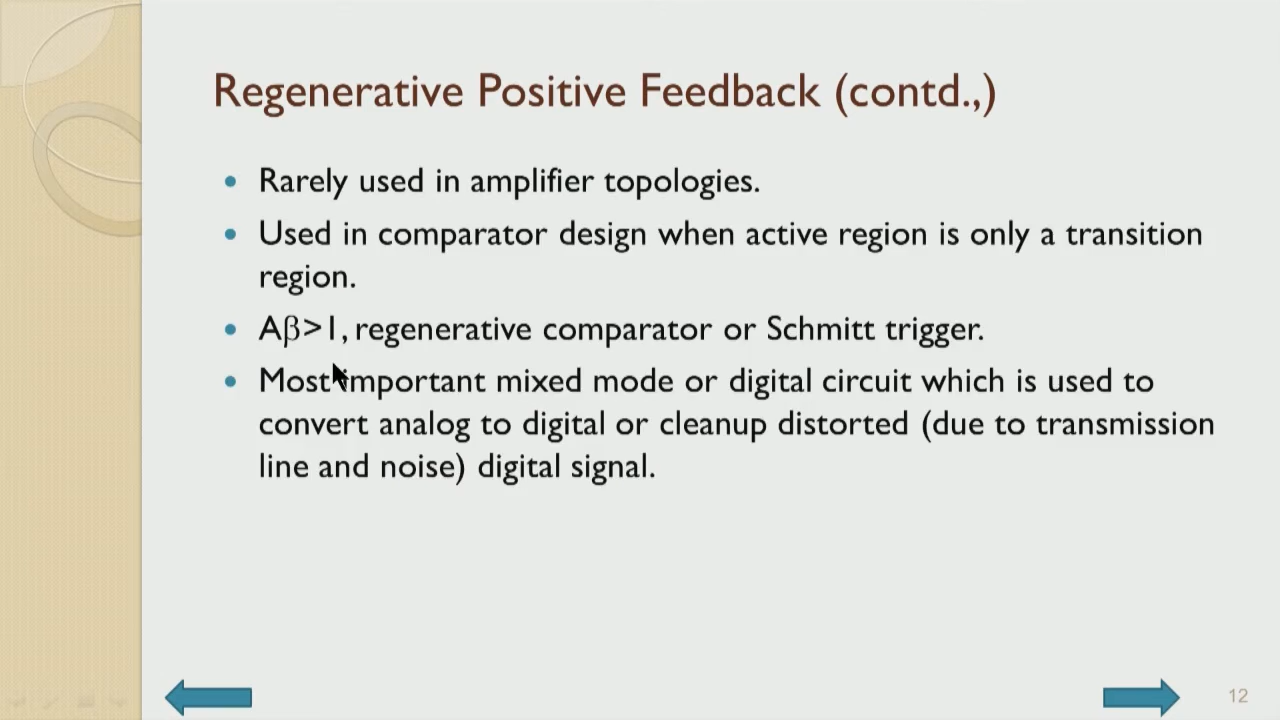 Regenerative Positive Feedback (contd.,)
• Rarely used in amplifier topologies.
• Used in comparator design when active region is only a transition
region.
• Aβ>1, regenerative comparator or Schmitt trigger.
• Most important mixed mode or digital circuit which is used to
convert analog to digital or cleanup distorted (due to transmission
line and noise) digital signal.
12